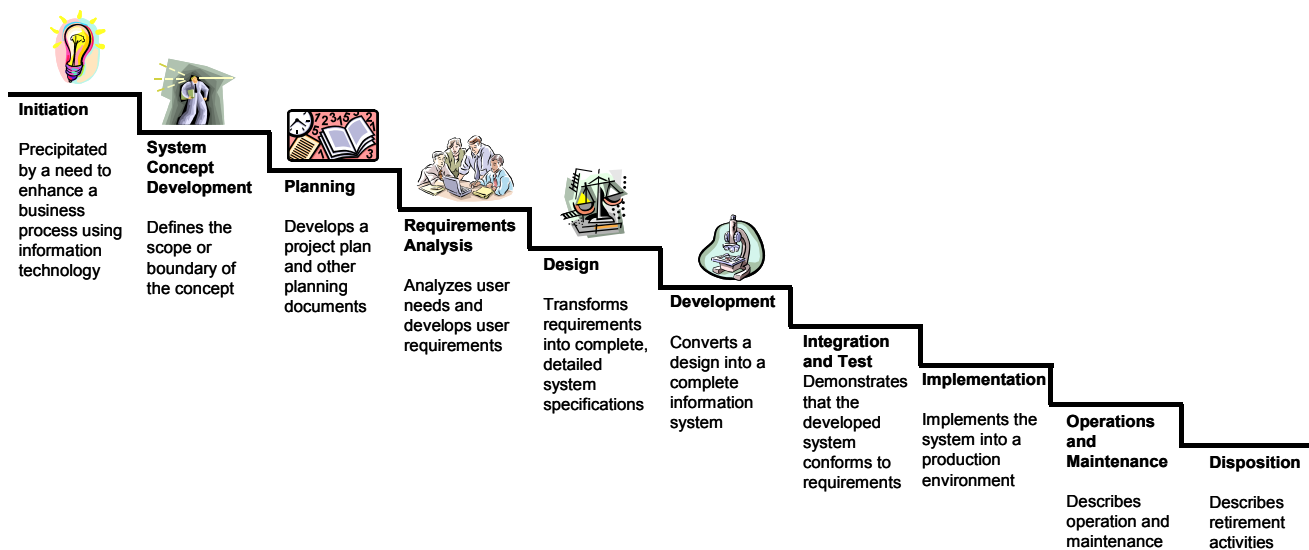 Initiation
Precipitated
by a need to
enhance a
business
process using
information
technology
System
Concept
Development
Defines the
scope or
boundary of
the concept
Planning
Develops a
project plan
and other
planning
documents
Requirements
Analysis
Analyzes user
needs and
develops user
requirements
Design
Transforms
requirements
into complete,
detailed
system
specifications
Development
Converts a
design into a
complete
information
system
Integration
and Test
Demonstrates
that the
developed
system
conforms to
requirements
Implementation
Implements the
system into a
production
environment
Operations
and
Maintenance
Describes
operation and
maintenance
Disposition
Describes
retirement
activities